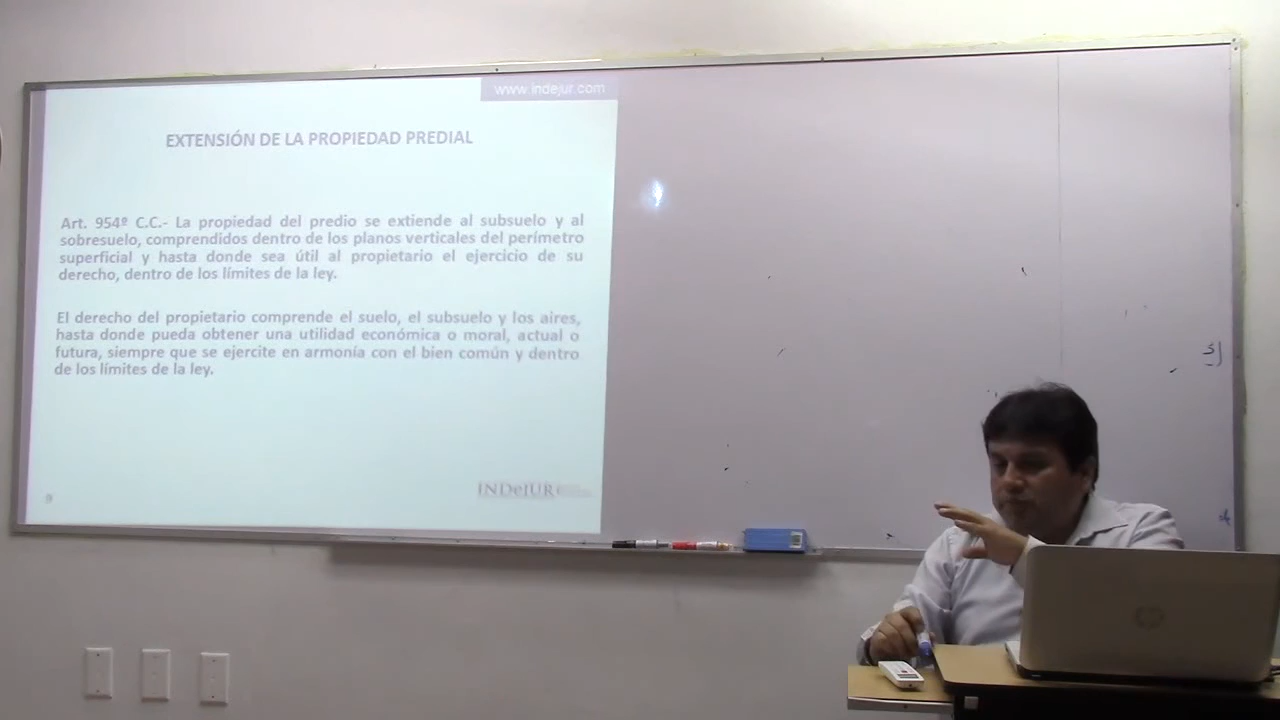 www.indejur.com
EXTENSIÓN DE LA PROPIEDAD PREDIAL
Art. 954º C.C.- La propiedad del predio se extiende al subsuelo y al
sobresuelo, comprendidos dentro de los planos verticales del perímetro
superficial y hasta donde sea útil al propietario el ejercicio de su
derecho, dentro de los límites de la ley.
El derecho del propietario comprende el suelo, el subsuelo y los aires,
hasta donde pueda obtener una utilidad económica o moral, actual o
futura, siempre que se ejercite en armonía con el bien común y dentro
de los límites de la ley.
INDeJUR